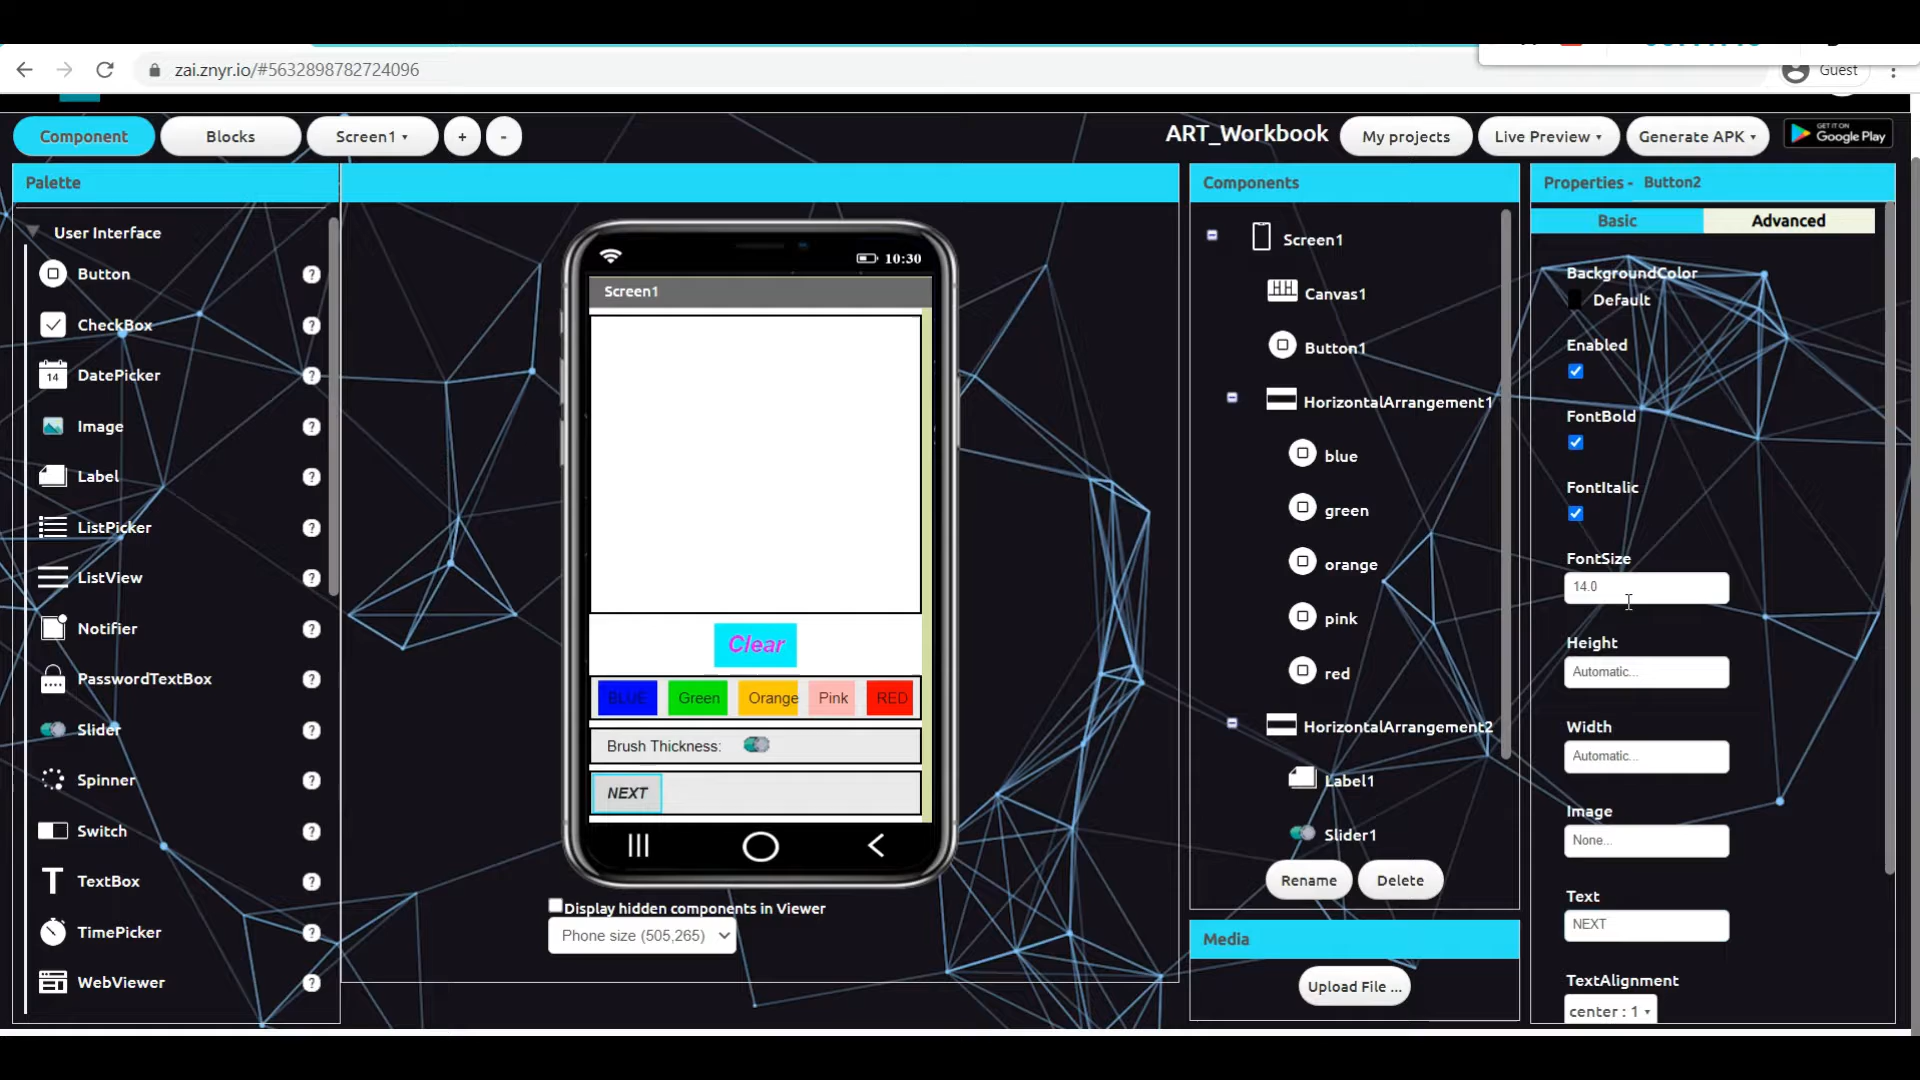 zai.znyr.io/#5632898782724096
Guest
Component
Blocks
Screen1
+
-
ART_Workbook
My projects
Live Preview
Generate APK
GET IT ON
Google Play
Palette
User Interface
Button
?
CheckBox
?
14
DatePicker
?
Image
?
Label
?
ListPicker
?
ListView
?
Notifier
?
PasswordTextBox
?
Slider
?
Spinner
?
Switch
?
TextBox
?
TimePicker
?
WebViewer
?
10:30
Screen1
Clear
BLUE
Green
Orange
Pink
RED
Brush Thickness:
NEXT
Display hidden components in Viewer
Phone size (505,265)
Components
Screen1
Canvas1
Button1
HorizontalArrangement1
blue
green
orange
pink
red
HorizontalArrangement2
Label1
Slider1
Rename
Delete
Media
Upload File ...
Properties - Button2
Basic
Advanced
BackgroundColor
Default
Enabled
FontBold
FontItalic
FontSize
14.0
Height
Automatic...
Width
Automatic...
Image
None...
Text
NEXT
TextAlignment
center : 1